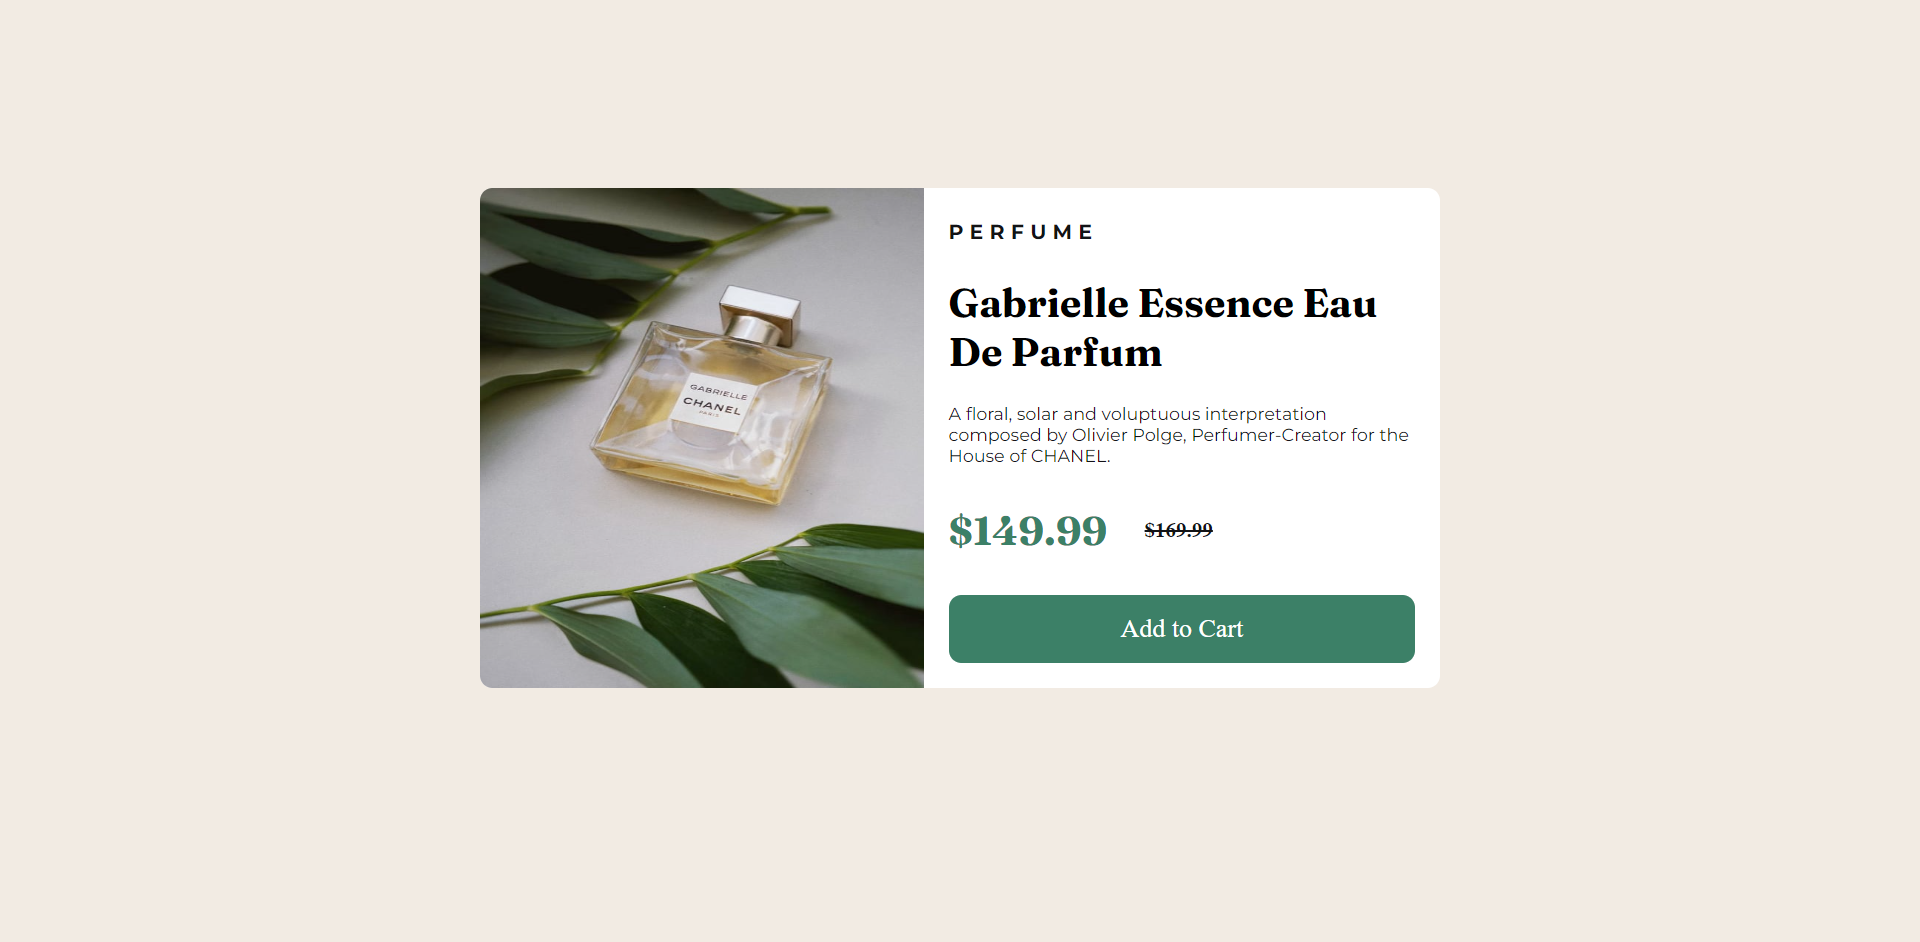 PERFUME
Gabrielle Essence Eau
De Parfum
A floral, solar and voluptuous interpretation
composed by Olivier Polge, Perfumer-Creator for the
House of CHANEL.
$149.99 $169.99
Add to Cart
GABRIELLE
CHANEL
PARIS